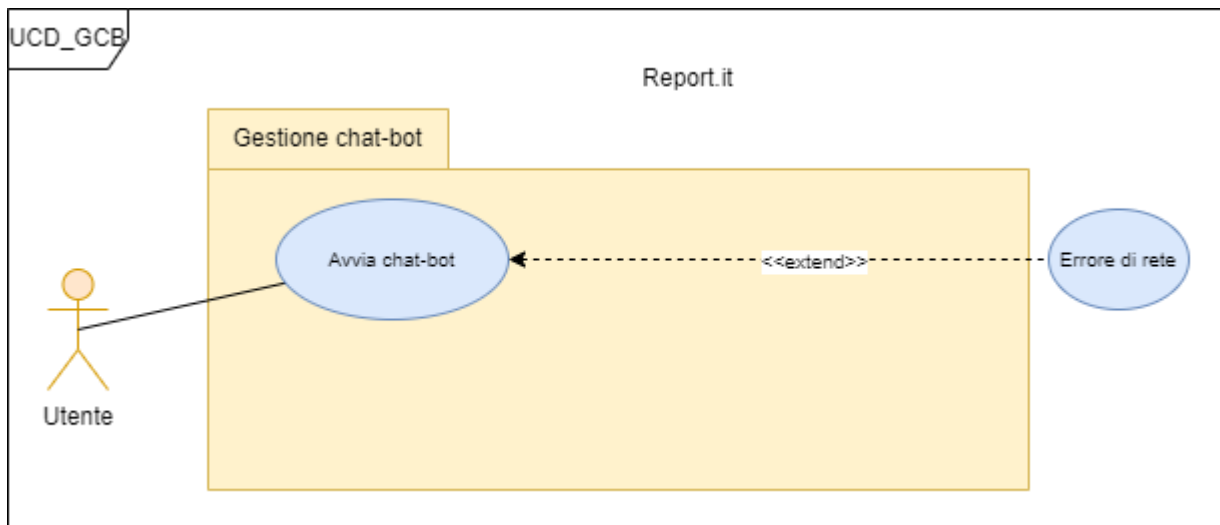 UCD_GCB
Report.it
Gestione chat-bot
Avvia chat-bot
<<extend>>
Errore di rete
Utente